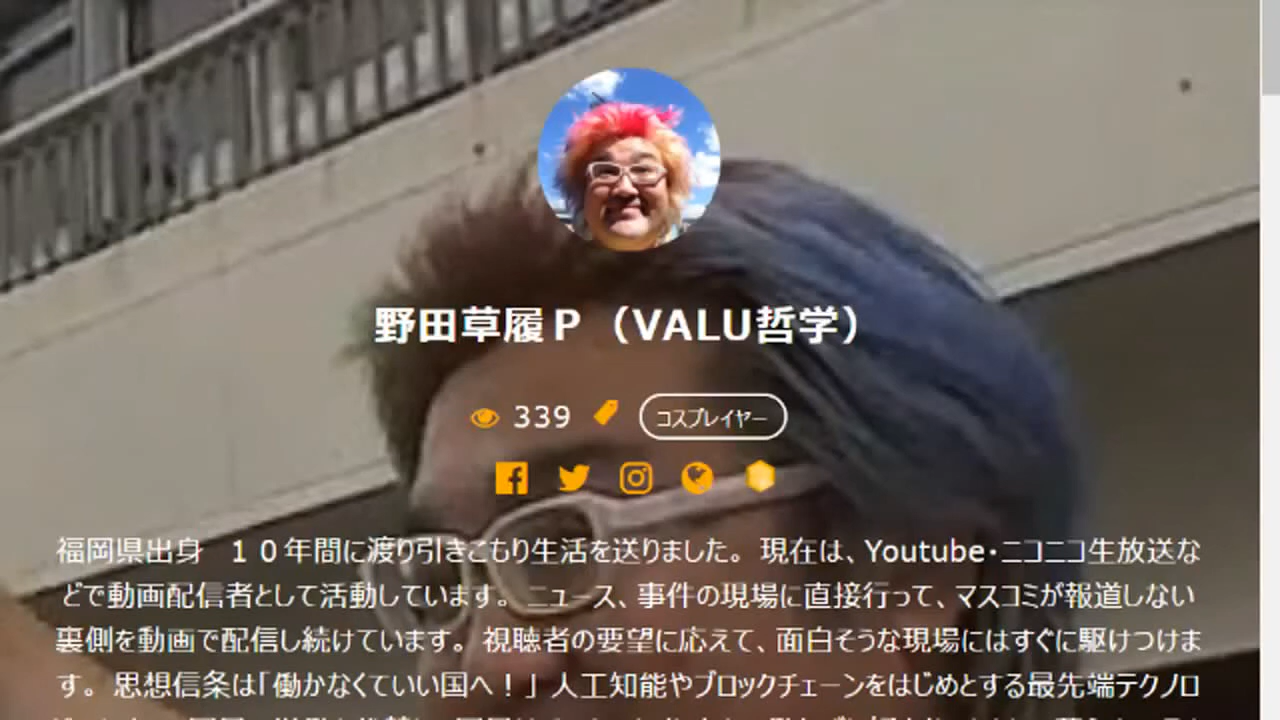 野田草履P（VALU哲学）
339
コスプレイヤー
福岡県出身　１０年間に渡り引きこもり生活を送りました。現在は、Youtube・ニコニコ生放送な
どで動画配信者として活動しています。ニュース、事件の現場に直接行って、マスコミが報道しない
裏側を動画で配信し続けています。視聴者の要望に応えて、面白そうな現場にはすぐに駆けつけま
す。思想信条は「働かなくていい国へ！」人工知能やブロックチェーンをはじめとする最先端テクノロ